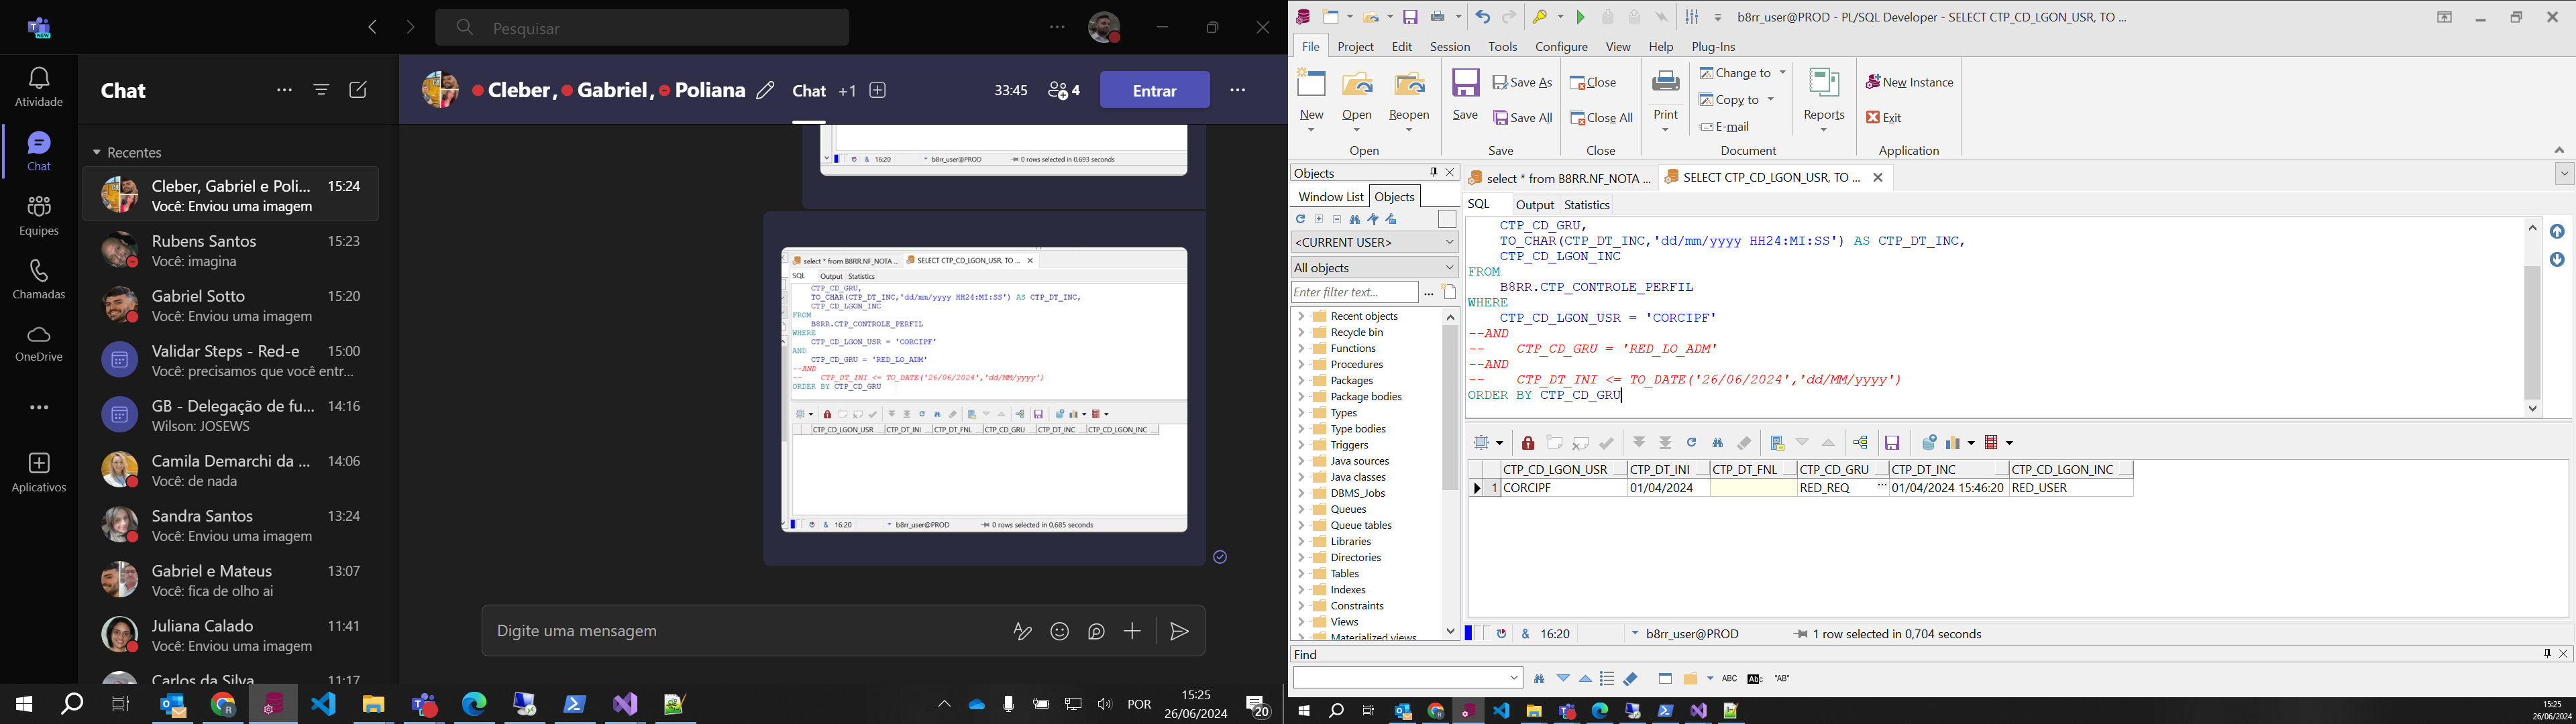 Pesquisar
Atividade
Chat
Equipes
Chamadas
OneDrive
Aplicativos
Chat
Recentes
Cleber, Gabriel e Poli... 15:24
Você: Enviou uma imagem
Rubens Santos 15:23
Você: imagina
Gabriel Sotto 15:20
Você: Enviou uma imagem
Validar Steps - Red-e 15:00
Você: precisamos que você entr...
GB - Delegação de fu... 14:16
Wilson: JOSEWS
Camila Demarchi da ... 14:06
Você: de nada
Sandra Santos 13:24
Você: Enviou uma imagem
Gabriel e Mateus 13:07
Você: fica de olho ai
Juliana Calado 11:41
Você: Enviou uma imagem
Carlos da Silva 11:17
Cleber, Gabriel, Poliana Chat +1 33:45 4 Entrar
16:20 b8rr_user@PROD 0 rows selected in 0,693 seconds
select * from B8RR.NF_NOTA ... SELECT CTP_CD_LGON_USR, TO ...
SQL Output Statistics
CTP_CD_GRU,
TO_CHAR(CTP_DT_INC,'dd/mm/yyyy HH24:MI:SS') AS CTP_DT_INC,
CTP_CD_LGON_INC
FROM
B8RR.CTP_CONTROLE_PERFIL
WHERE
CTP_CD_LGON_USR = 'CORCIPF'
AND
CTP_CD_GRU = 'RED_LO_ADM'
--AND
-- CTP_DT_INI <= TO_DATE('26/06/2024','dd/MM/yyyy')
ORDER BY CTP_CD_GRU
CTP_CD_LGON_USR CTP_DT_INI CTP_DT_FNL CTP_CD_GRU CTP_DT_INC CTP_CD_LGON_INC
16:20 b8rr_user@PROD 0 rows selected in 0,685 seconds
Digite uma mensagem
POR 15:25
26/06/2024 20
b8rr_user@PROD - PL/SQL Developer - SELECT CTP_CD_LGON_USR, TO ...
File Project Edit Session Tools Configure View Help Plug-Ins
New Open Reopen
Open
Save Save As
Save All
Save
Close
Close All
Close
Print Change to
Copy to
E-mail
Document
Reports
New Instance
Exit
Application
Objects
Window List Objects
<CURRENT USER>
All objects
Enter filter text...
Recent objects
Recycle bin
Functions
Procedures
Packages
Package bodies
Types
Type bodies
Triggers
Java sources
Java classes
DBMS_Jobs
Queues
Queue tables
Libraries
Directories
Tables
Indexes
Constraints
Views
Materialized views
select * from B8RR.NF_NOTA ... SELECT CTP_CD_LGON_USR, TO ...
SQL Output Statistics
CTP_CD_GRU,
TO_CHAR(CTP_DT_INC,'dd/mm/yyyy HH24:MI:SS') AS CTP_DT_INC,
CTP_CD_LGON_INC
FROM
B8RR.CTP_CONTROLE_PERFIL
WHERE
CTP_CD_LGON_USR = 'CORCIPF'
--AND
-- CTP_CD_GRU = 'RED_LO_ADM'
--AND
-- CTP_DT_INI <= TO_DATE('26/06/2024','dd/MM/yyyy')
ORDER BY CTP_CD_GRU
CTP_CD_LGON_USR CTP_DT_INI CTP_DT_FNL CTP_CD_GRU CTP_DT_INC CTP_CD_LGON_INC
1 CORCIPF 01/04/2024 RED_REQ ... 01/04/2024 15:46:20 RED_USER
& 16:20 b8rr_user@PROD 1 row selected in 0,704 seconds
Find
ABC Abc "AB"
15:25
26/06/2024